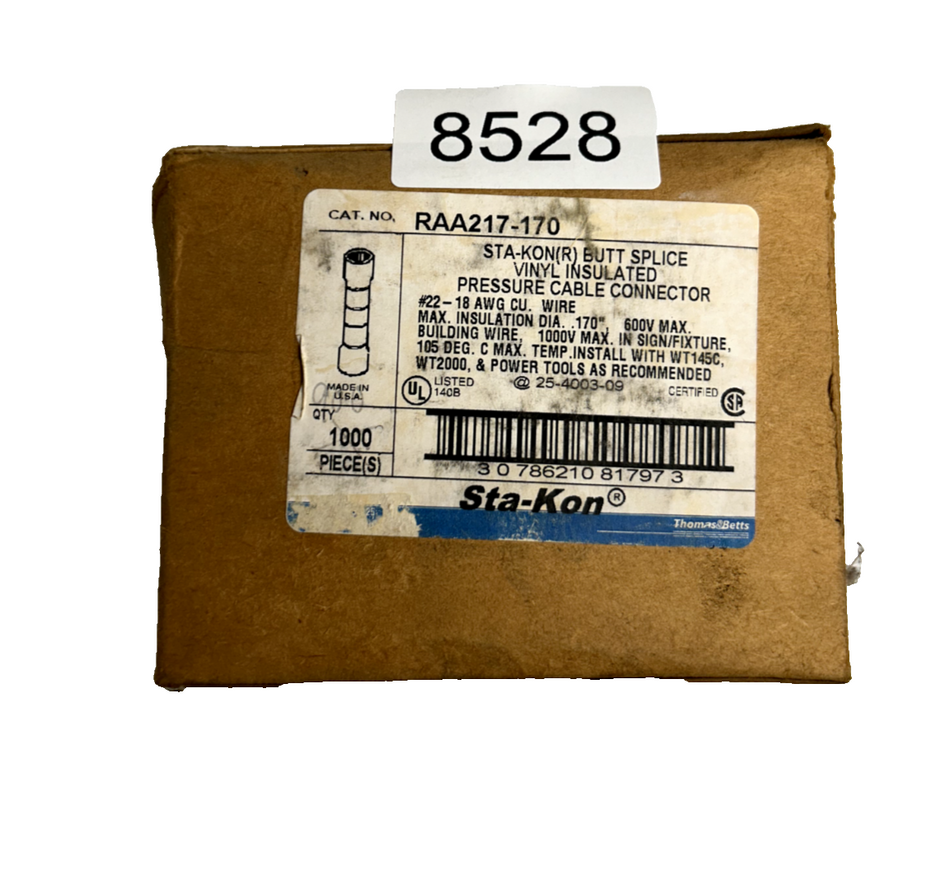 8528
CAT. NO. RAA217-170
STA-KON(R) BUTT SPLICE
VINYL INSULATED
PRESSURE CABLE CONNECTOR
#22-18 AWG CU. WIRE
MAX. INSULATION DIA. .170" 600V MAX.
BUILDING WIRE, 1000V MAX. IN SIGN/FIXTURE,
105 DEG. C MAX. TEMP.INSTALL WITH WT145C,
WT2000, & POWER TOOLS AS RECOMMENDED
MADE IN
U.S.A.
UL LISTED
140B
@ 25-4003-09
CERTIFIED SA
QTY
1000
PIECE(S)
3 0 786210 81797 3
Sta-Kon®
Thomas&Betts